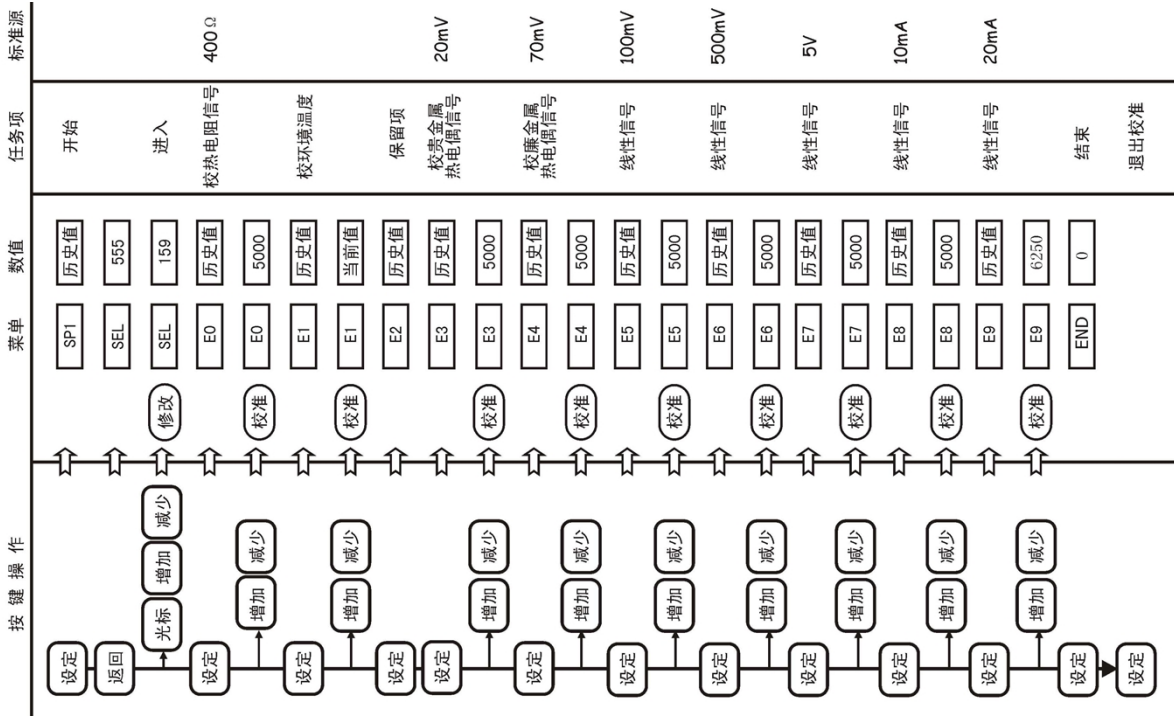 按键操作 菜单 数值 任务项 标准源
设定 SP1 历史值 开始
返回 SEL 555
光标 增加 减少 修改 SEL 159 进入
设定 E0 历史值 校热电阻信号 400Ω
增加 减少 校准 E0 5000
设定 E1 历史值 校环境温度
增加 减少 校准 E1 当前值
设定 E2 历史值 保留项
设定 E3 历史值 校贵金属 20mV
热电偶信号
增加 减少 校准 E3 5000
设定 E4 历史值 校廉金属 70mV
热电偶信号
增加 减少 校准 E4 5000
设定 E5 历史值 线性信号 100mV
增加 减少 校准 E5 5000
设定 E6 历史值 线性信号 500mV
增加 减少 校准 E6 5000
设定 E7 历史值 线性信号 5V
增加 减少 校准 E7 5000
设定 E8 历史值 线性信号 10mA
增加 减少 校准 E8 5000
设定 E9 历史值 线性信号 20mA
增加 减少 校准 E9 6250
设定 END 0 结束
设定 退出校准